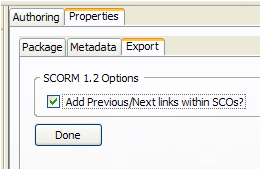 Authoring Properties
Package Metadata Export
SCORM 1.2 Options
Add Previous/Next links within SCOs?
Done